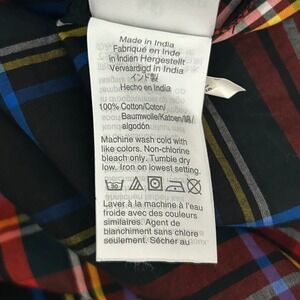 Made in India
Fabriqué en Inde
in Indien Hergestellt
Vervaardigd in India
インド製
Hecho en India
100% Cotton/Coton/
Baumwolle/Katoen/綿/
algodón
Machine wash cold with
like colors. Non-chlorine
bleach only. Tumble dry
low. Iron on lowest setting.
Laver à la machine à l'eau
froide avec des couleurs
similaires. Agent de
blanchiment sans chlore
seulement. Sécher au